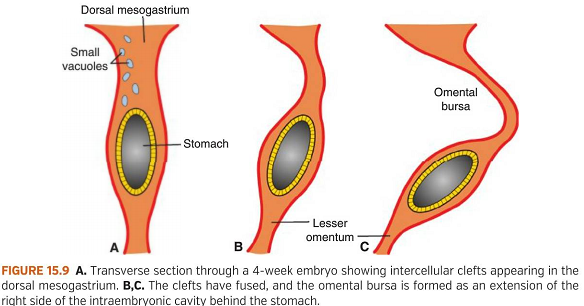 Dorsal mesogastrium
Small
vacuoles
Omental
bursa
Stomach
Lesser
omentum
A
B
C
FIGURE 15.9 A. Transverse section through a 4-week embryo showing intercellular clefts appearing in the
dorsal mesogastrium. B,C. The clefts have fused, and the omental bursa is formed as an extension of the
right side of the intraembryonic cavity behind the stomach.